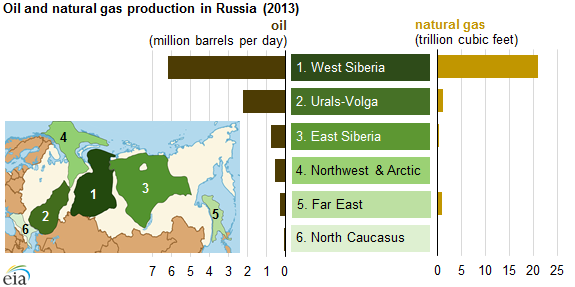 Oil and natural gas production in Russia (2013)
oil
(million barrels per day)
natural gas
(trillion cubic feet)
1. West Siberia
2. Urals-Volga
3. East Siberia
4. Northwest & Arctic
5. Far East
6. North Caucasus
4
1
3
2
5
6
7 6 5 4 3 2 1 0
0 5 10 15 20 25
eia